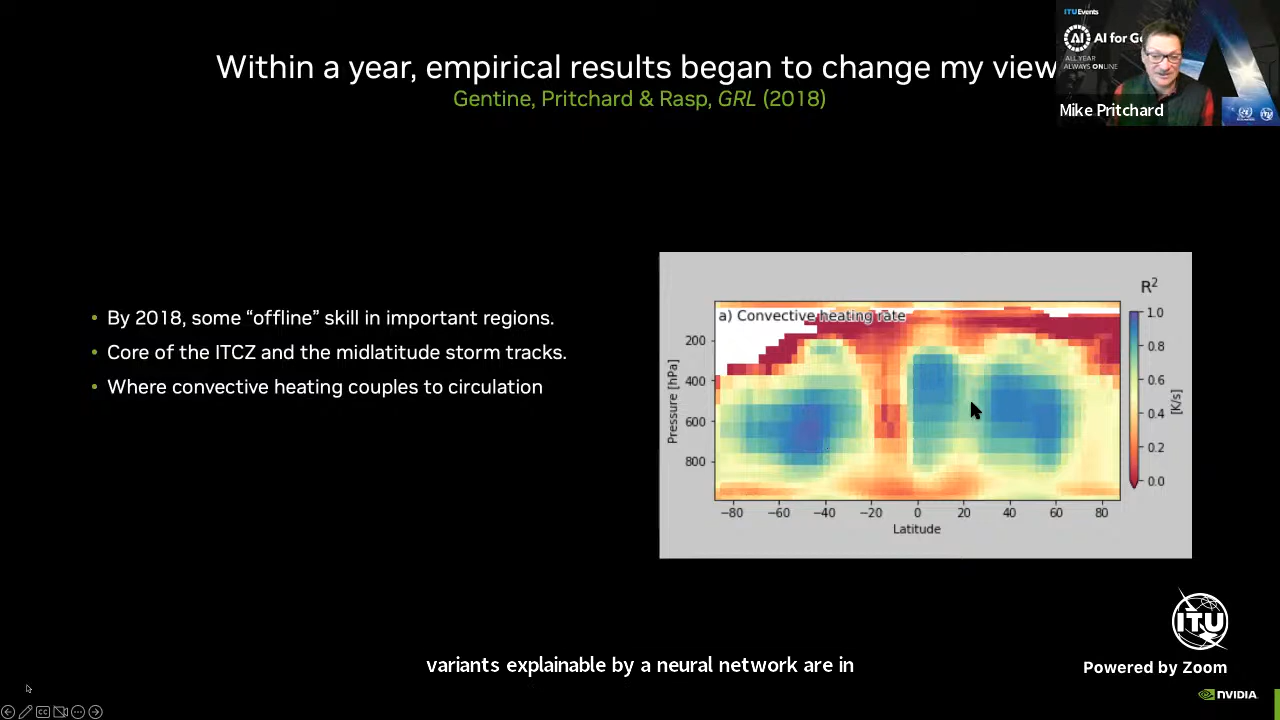 Within a year, empirical results began to change my view
Gentine, Pritchard & Rasp, GRL (2018)
ITUEvents
AI for Go
ALL YEAR
ALWAYS ONLINE
Mike Pritchard
• By 2018, some “offline” skill in important regions.
• Core of the ITCZ and the midlatitude storm tracks.
• Where convective heating couples to circulation
R²
a) Convective heating rate
Pressure [hPa]
200
400
600
800
−80 −60 −40 −20 0 20 40 60 80
Latitude
1.0
0.8
0.6
0.4
0.2
0.0
[K/s]
ITU
variants explainable by a neural network are in
Powered by Zoom
NVIDIA.
CC